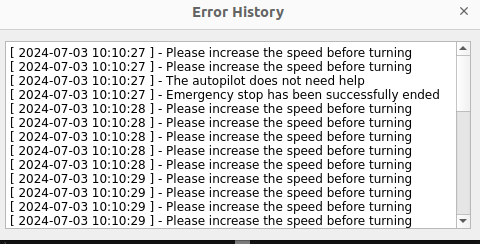 Error History
[ 2024-07-03 10:10:27 ] - Please increase the speed before turning
[ 2024-07-03 10:10:27 ] - Please increase the speed before turning
[ 2024-07-03 10:10:27 ] - The autopilot does not need help
[ 2024-07-03 10:10:27 ] - Emergency stop has been successfully ended
[ 2024-07-03 10:10:28 ] - Please increase the speed before turning
[ 2024-07-03 10:10:28 ] - Please increase the speed before turning
[ 2024-07-03 10:10:28 ] - Please increase the speed before turning
[ 2024-07-03 10:10:28 ] - Please increase the speed before turning
[ 2024-07-03 10:10:28 ] - Please increase the speed before turning
[ 2024-07-03 10:10:29 ] - Please increase the speed before turning
[ 2024-07-03 10:10:29 ] - Please increase the speed before turning
[ 2024-07-03 10:10:29 ] - Please increase the speed before turning
[ 2024-07-03 10:10:29 ] - Please increase the speed before turning